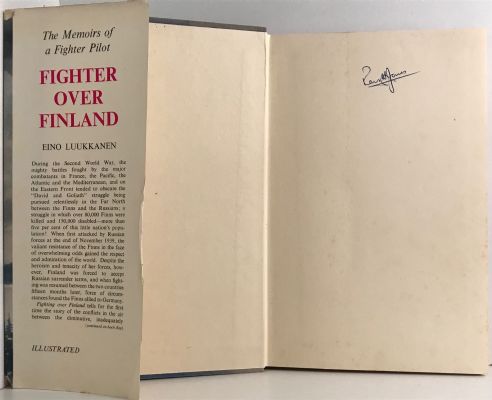 The Memoirs of
a Fighter Pilot
FIGHTER
OVER
FINLAND
EINO LUUKKANEN
During the Second World War, the
mighty battles fought by the major
combatants in France, the Pacific, the
Atlantic and the Mediterranean, and on
the Eastern Front tended to obscure the
"David and Goliath" struggle being
pursued relentlessly in the Far North
between the Finns and the Russians; a
struggle in which over 80,000 Finns were
killed and 150,000 disabled—more than
five per cent of this little nation's popu-
lation! When first attacked by Russian
forces at the end of November 1939, the
valiant resistance of the Finns in the face
of overwhelming odds gained the respect
and admiration of the world. Despite the
heroism and tenacity of her forces, how-
ever, Finland was forced to accept
Russian surrender terms, and when fight-
ing was resumed between the two countries
fifteen months later, force of circum-
stances found the Finns allied to Germany.
Fighting over Finland tells for the first
time the story of the conflicts in the air
between the diminutive, inadequately
(continued on back flap)
ILLUSTRATED